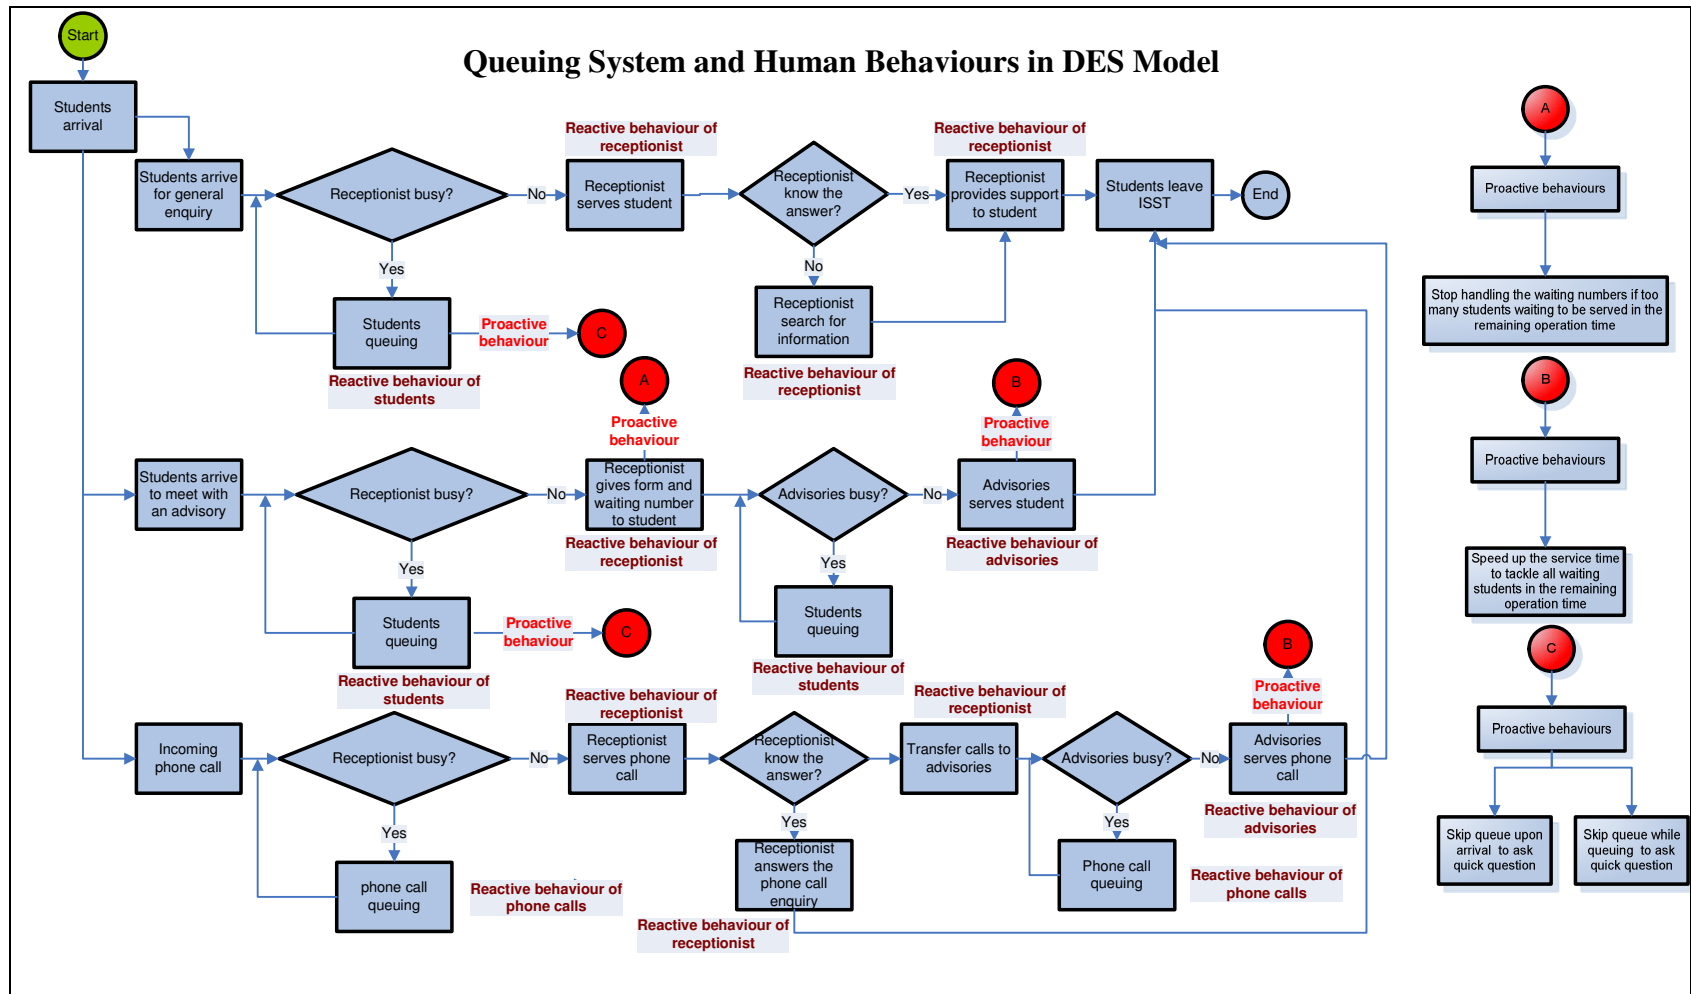 Start
Queuing System and Human Behaviours in DES Model
Students
arrival
A
Reactive behaviour of
receptionist
Reactive behaviour of
receptionist
Students arrive
for general
enquiry
Receptionist busy?
No
Receptionist
serves student
Receptionist
know the
answer?
Yes
Receptionist
provides support
to student
Students leave
ISST
End
Proactive behaviours
Yes
No
Students
queuing
Proactive
behaviour
C
Receptionist
search for
information
Stop handling the waiting numbers if too
many students waiting to be served in the
remaining operation time
Reactive behaviour of
students
Reactive behaviour of
receptionist
A
B
B
Proactive
behaviour
Proactive
behaviour
Students arrive
to meet with
an advisory
Receptionist busy?
No
Receptionist
gives form and
waiting number
to student
Advisories busy?
No
Advisories
serves student
Proactive behaviours
Reactive behaviour of
receptionist
Reactive behaviour of
advisories
Yes
Yes
Speed up the service time
to tackle all waiting
students in the remaining
operation time
Students
queuing
Proactive
behaviour
C
Students
queuing
B
C
Reactive behaviour of
students
Reactive behaviour of
students
Reactive behaviour of
receptionist
Reactive behaviour of
receptionist
Proactive
behaviour
Incoming
phone call
Receptionist busy?
No
Receptionist
serves phone
call
Receptionist
know the
answer?
Transfer calls to
advisories
Advisories busy?
No
Advisories
serves phone
call
Proactive behaviours
Reactive behaviour of
advisories
Yes
Yes
Yes
phone call
queuing
Reactive behaviour of
phone calls
Receptionist
answers the
phone call
enquiry
Phone call
queuing
Reactive behaviour of
phone calls
Reactive behaviour of
receptionist
Skip queue upon
arrival to ask
quick question
Skip queue while
queuing to ask
quick question